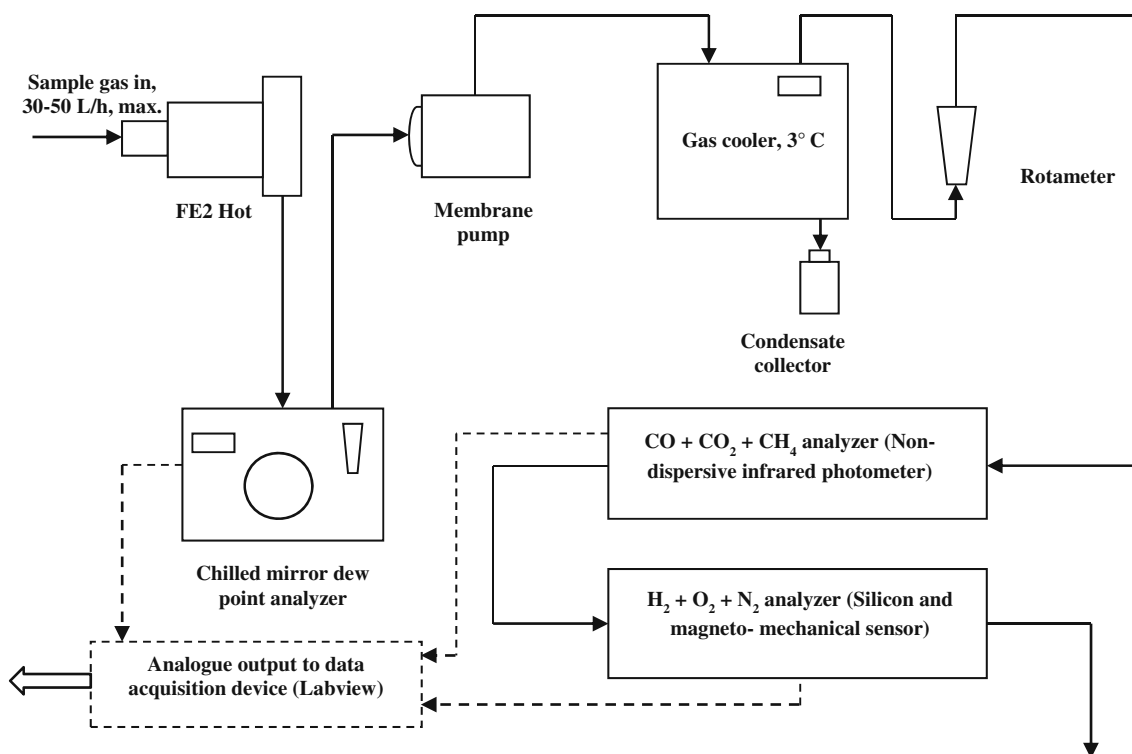 Sample gas in,
30-50 L/h, max.
FE2 Hot
Membrane
pump
Gas cooler, 3° C
Rotameter
Condensate
collector
Chilled mirror dew
point analyzer
CO + CO₂ + CH₄ analyzer (Non-
dispersive infrared photometer)
H₂ + O₂ + N₂ analyzer (Silicon and
magneto- mechanical sensor)
Analogue output to data
acquisition device (Labview)